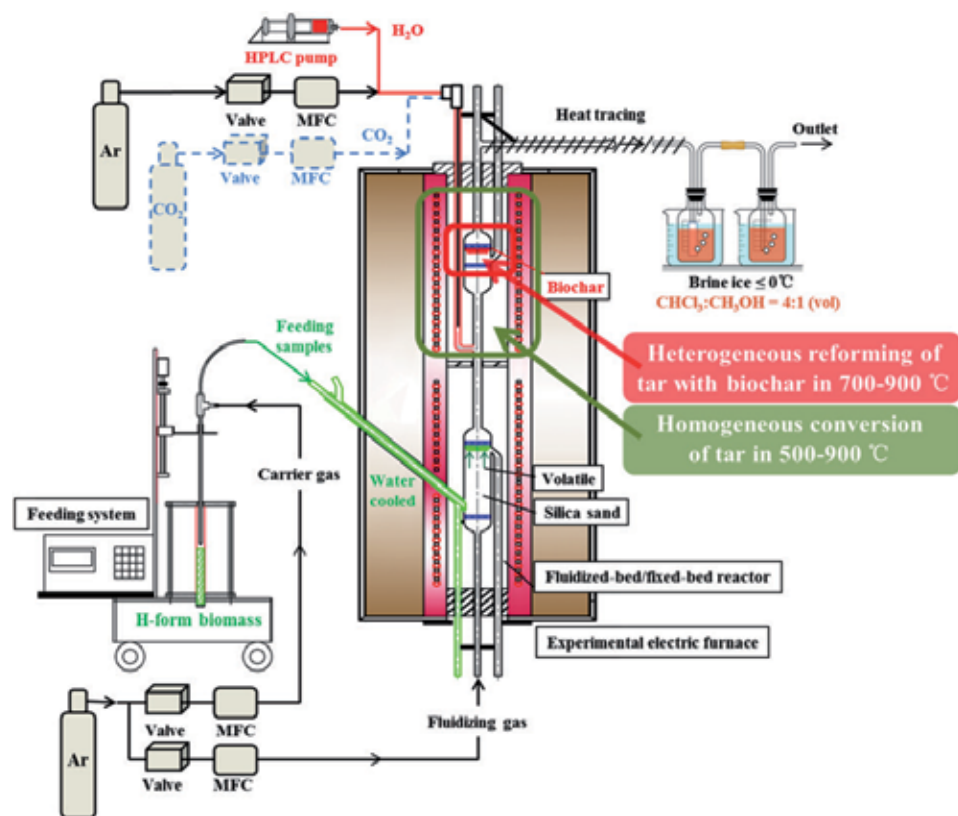 H₂O
HPLC pump
Ar
Valve
MFC
CO₂
CO₂
Valve
MFC
Heat tracing
Outlet
Brine ice ≤ 0℃
CHCl₃:CH₃OH = 4:1 (vol)
Biochar
Heterogeneous reforming of
tar with biochar in 700-900 ℃
Homogeneous conversion
of tar in 500-900 ℃
Feeding
samples
Carrier gas
Water
cooled
Volatile
Silica sand
Feeding system
Fluidized-bed/fixed-bed reactor
H-form biomass
Experimental electric furnace
Ar
Valve
MFC
Valve
MFC
Fluidizing gas